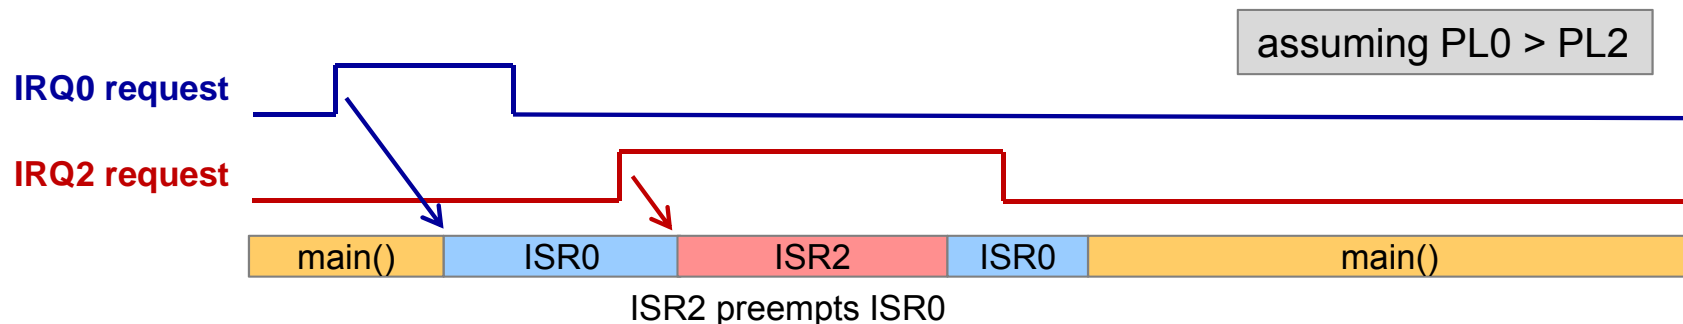 assuming PL0 > PL2
IRQ0 request
IRQ2 request
main() ISR0 ISR2 ISR0 main()
ISR2 preempts ISR0